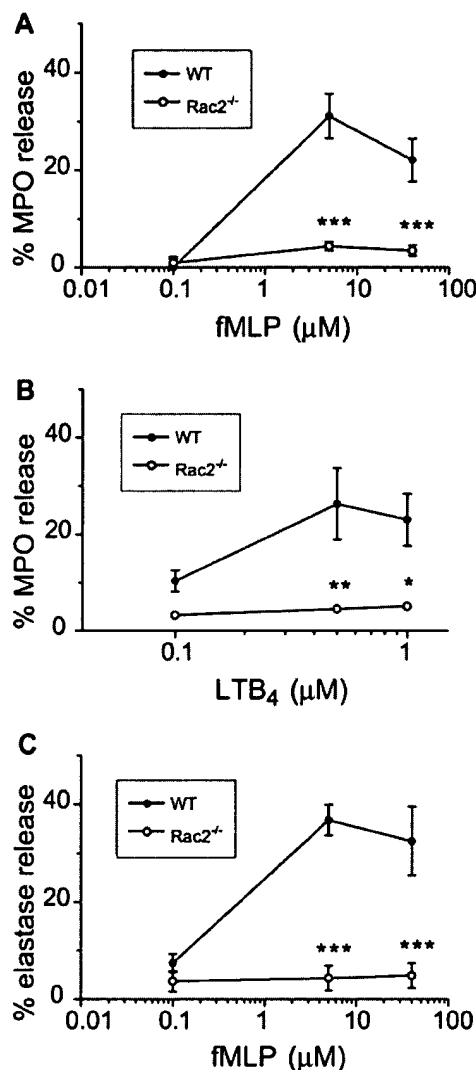 A
% MPO release
40
20
0
WT
Rac2-/-
*** ***
0.01 0.1 1 10 100
fMLP (μM)
B
% MPO release
40
20
0
WT
Rac2-/-
** *
0.1 1
LTB4 (μM)
C
% elastase release
40
20
0
WT
Rac2-/-
*** ***
0.01 0.1 1 10 100
fMLP (μM)